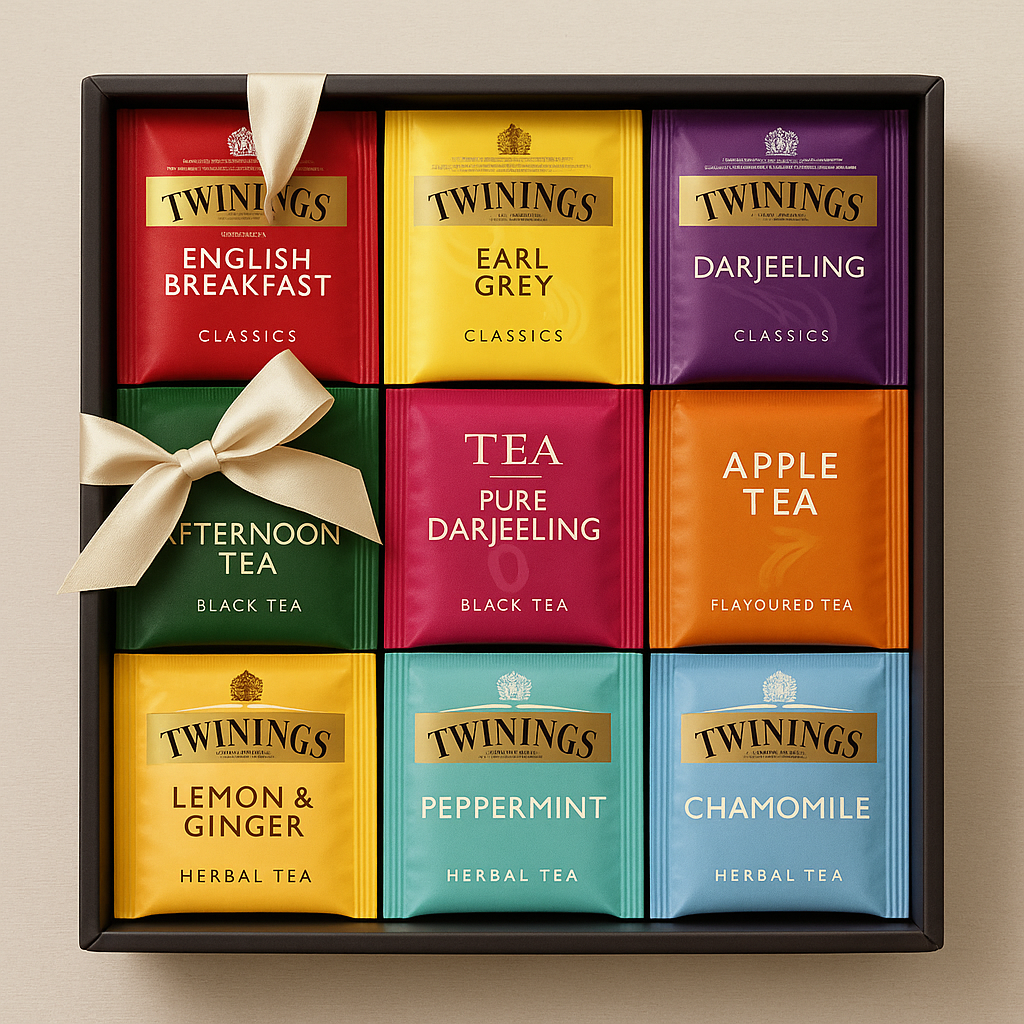 TWININGS
ENGLISH
BREAKFAST
CLASSICS
TWININGS
EARL
GREY
CLASSICS
TWININGS
DARJEELING
CLASSICS
AFTERNOON
TEA
BLACK TEA
TEA
PURE
DARJEELING
BLACK TEA
APPLE
TEA
FLAVOURED TEA
TWININGS
LEMON &
GINGER
HERBAL TEA
TWININGS
PEPPERMINT
HERBAL TEA
TWININGS
CHAMOMILE
HERBAL TEA